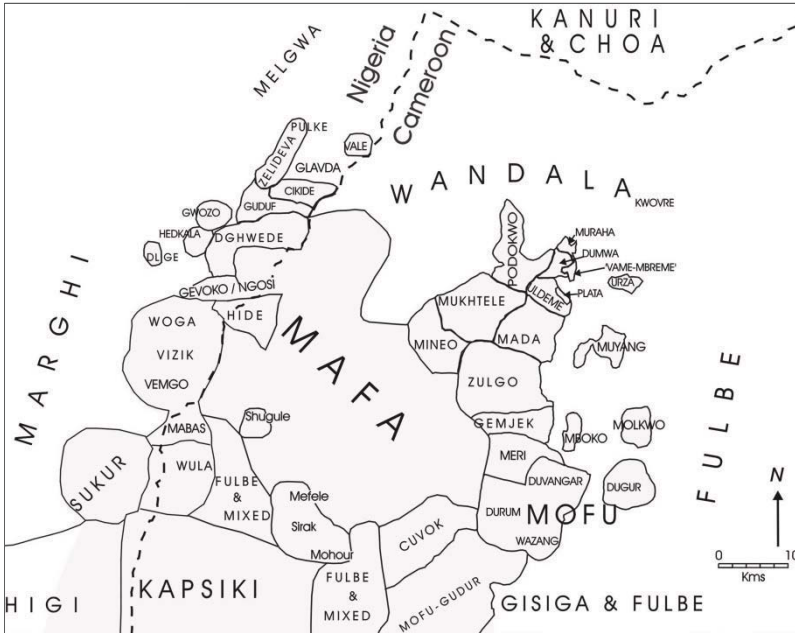 KANURI
& CHOA
MELGWA
Nigeria
Cameroon
PULKE
VALE
ZELIDEVA
GLAVDA
CIKIDE
GUDUF
GWOZO
HEDKALA
DGHWEDE
DLIGE
GEVOKO / NGOSI
HIDE
WANDALA
KWOVRE
MURAHA
DUMWA
'VAME-MBREME'
URZA
PLATA
PODOKWO
ULDEME
MUKHTELE
MADA
MINEO
MUYANG
ZULGO
MARGHI
WOGA
VIZIK
VEMGO
MAFA
MABAS
Shugule
GEMJEK
MBOKO
MOLKWO
FULBE
SUKUR
WULA
FULBE
& MIXED
MERI
DUVANGAR
DUGUR
Mefele
Sirak
Mohour
CUVOK
DURUM
MOFU
WAZANG
N
0 10
Kms
HIGI
KAPSIKI
FULBE
&
MIXED
MOFU-GUDUR
GISIGA & FULBE